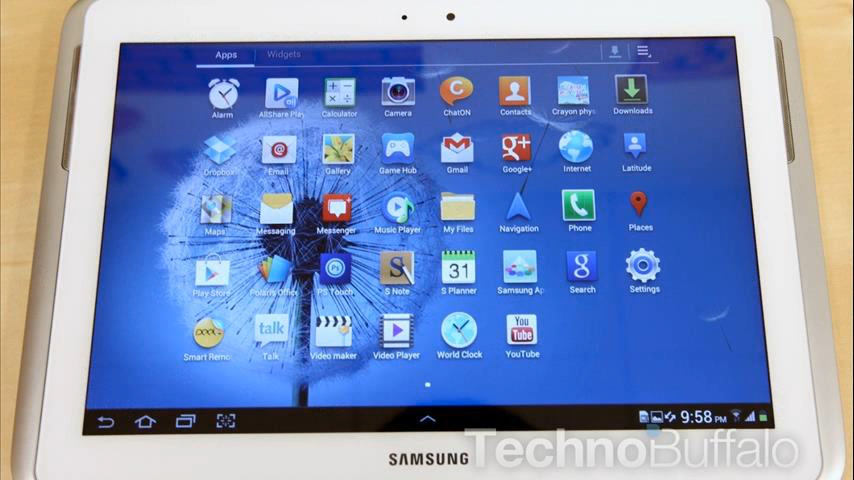 Apps Widgets
Alarm AllShare Play Calculator Camera ChatON Contacts Crayon phys Downloads
Dropbox Email Gallery Game Hub Gmail Google+ Internet Latitude
Maps Messaging Messenger Music Player My Files Navigation Phone Places
31
Play Store Polaris Office PS Touch S Note S Planner Samsung Ap Search Settings
talk You Tube
Smart Remo Talk Video maker Video Player World Clock YouTube
9:58 PM
SAMSUNG
TechnoBuffalo